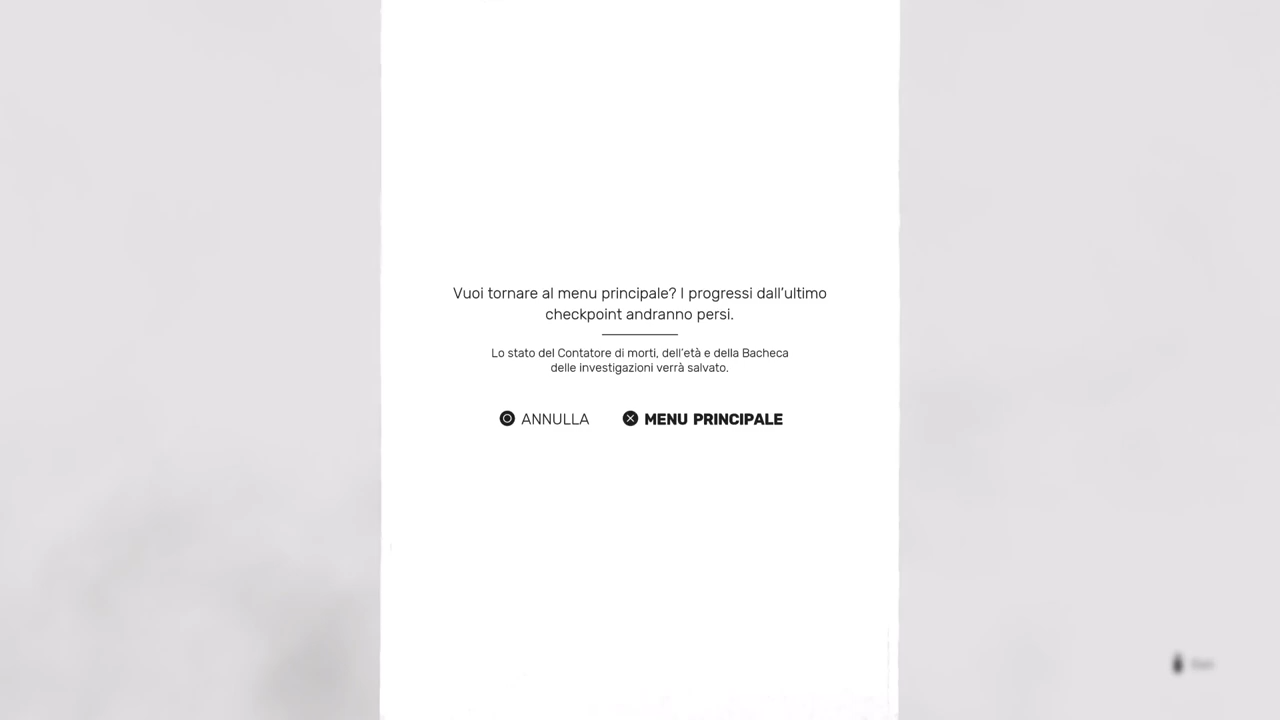 Vuoi tornare al menu principale? I progressi dall'ultimo
checkpoint andranno persi.
Lo stato del Contatore di morti, dell'età e della Bacheca
delle investigazioni verrà salvato.
ANNULLA MENU PRINCIPALE